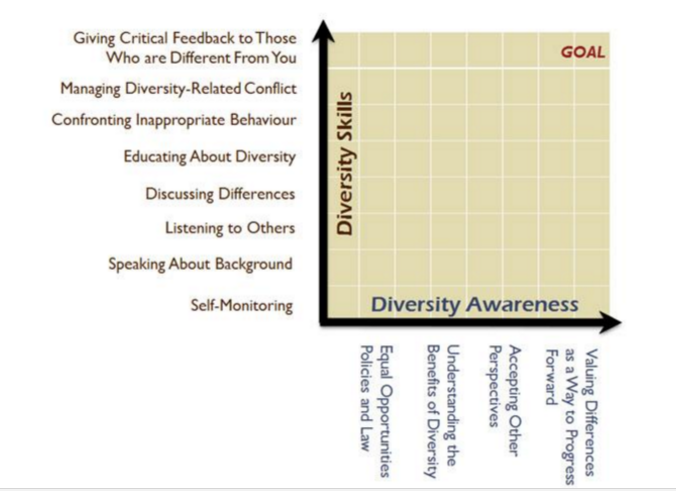 Giving Critical Feedback to Those
Who are Different From You
GOAL
Managing Diversity-Related Conflict
Confronting Inappropriate Behaviour
Educating About Diversity
Discussing Differences
Listening to Others
Speaking About Background
Self-Monitoring
Diversity Skills
Diversity Awareness
Equal Opportunities
Policies and Law
Understanding the
Benefits of Diversity
Accepting Other
Perspectives
Valuing Differences
as a Way to Progress
Forward